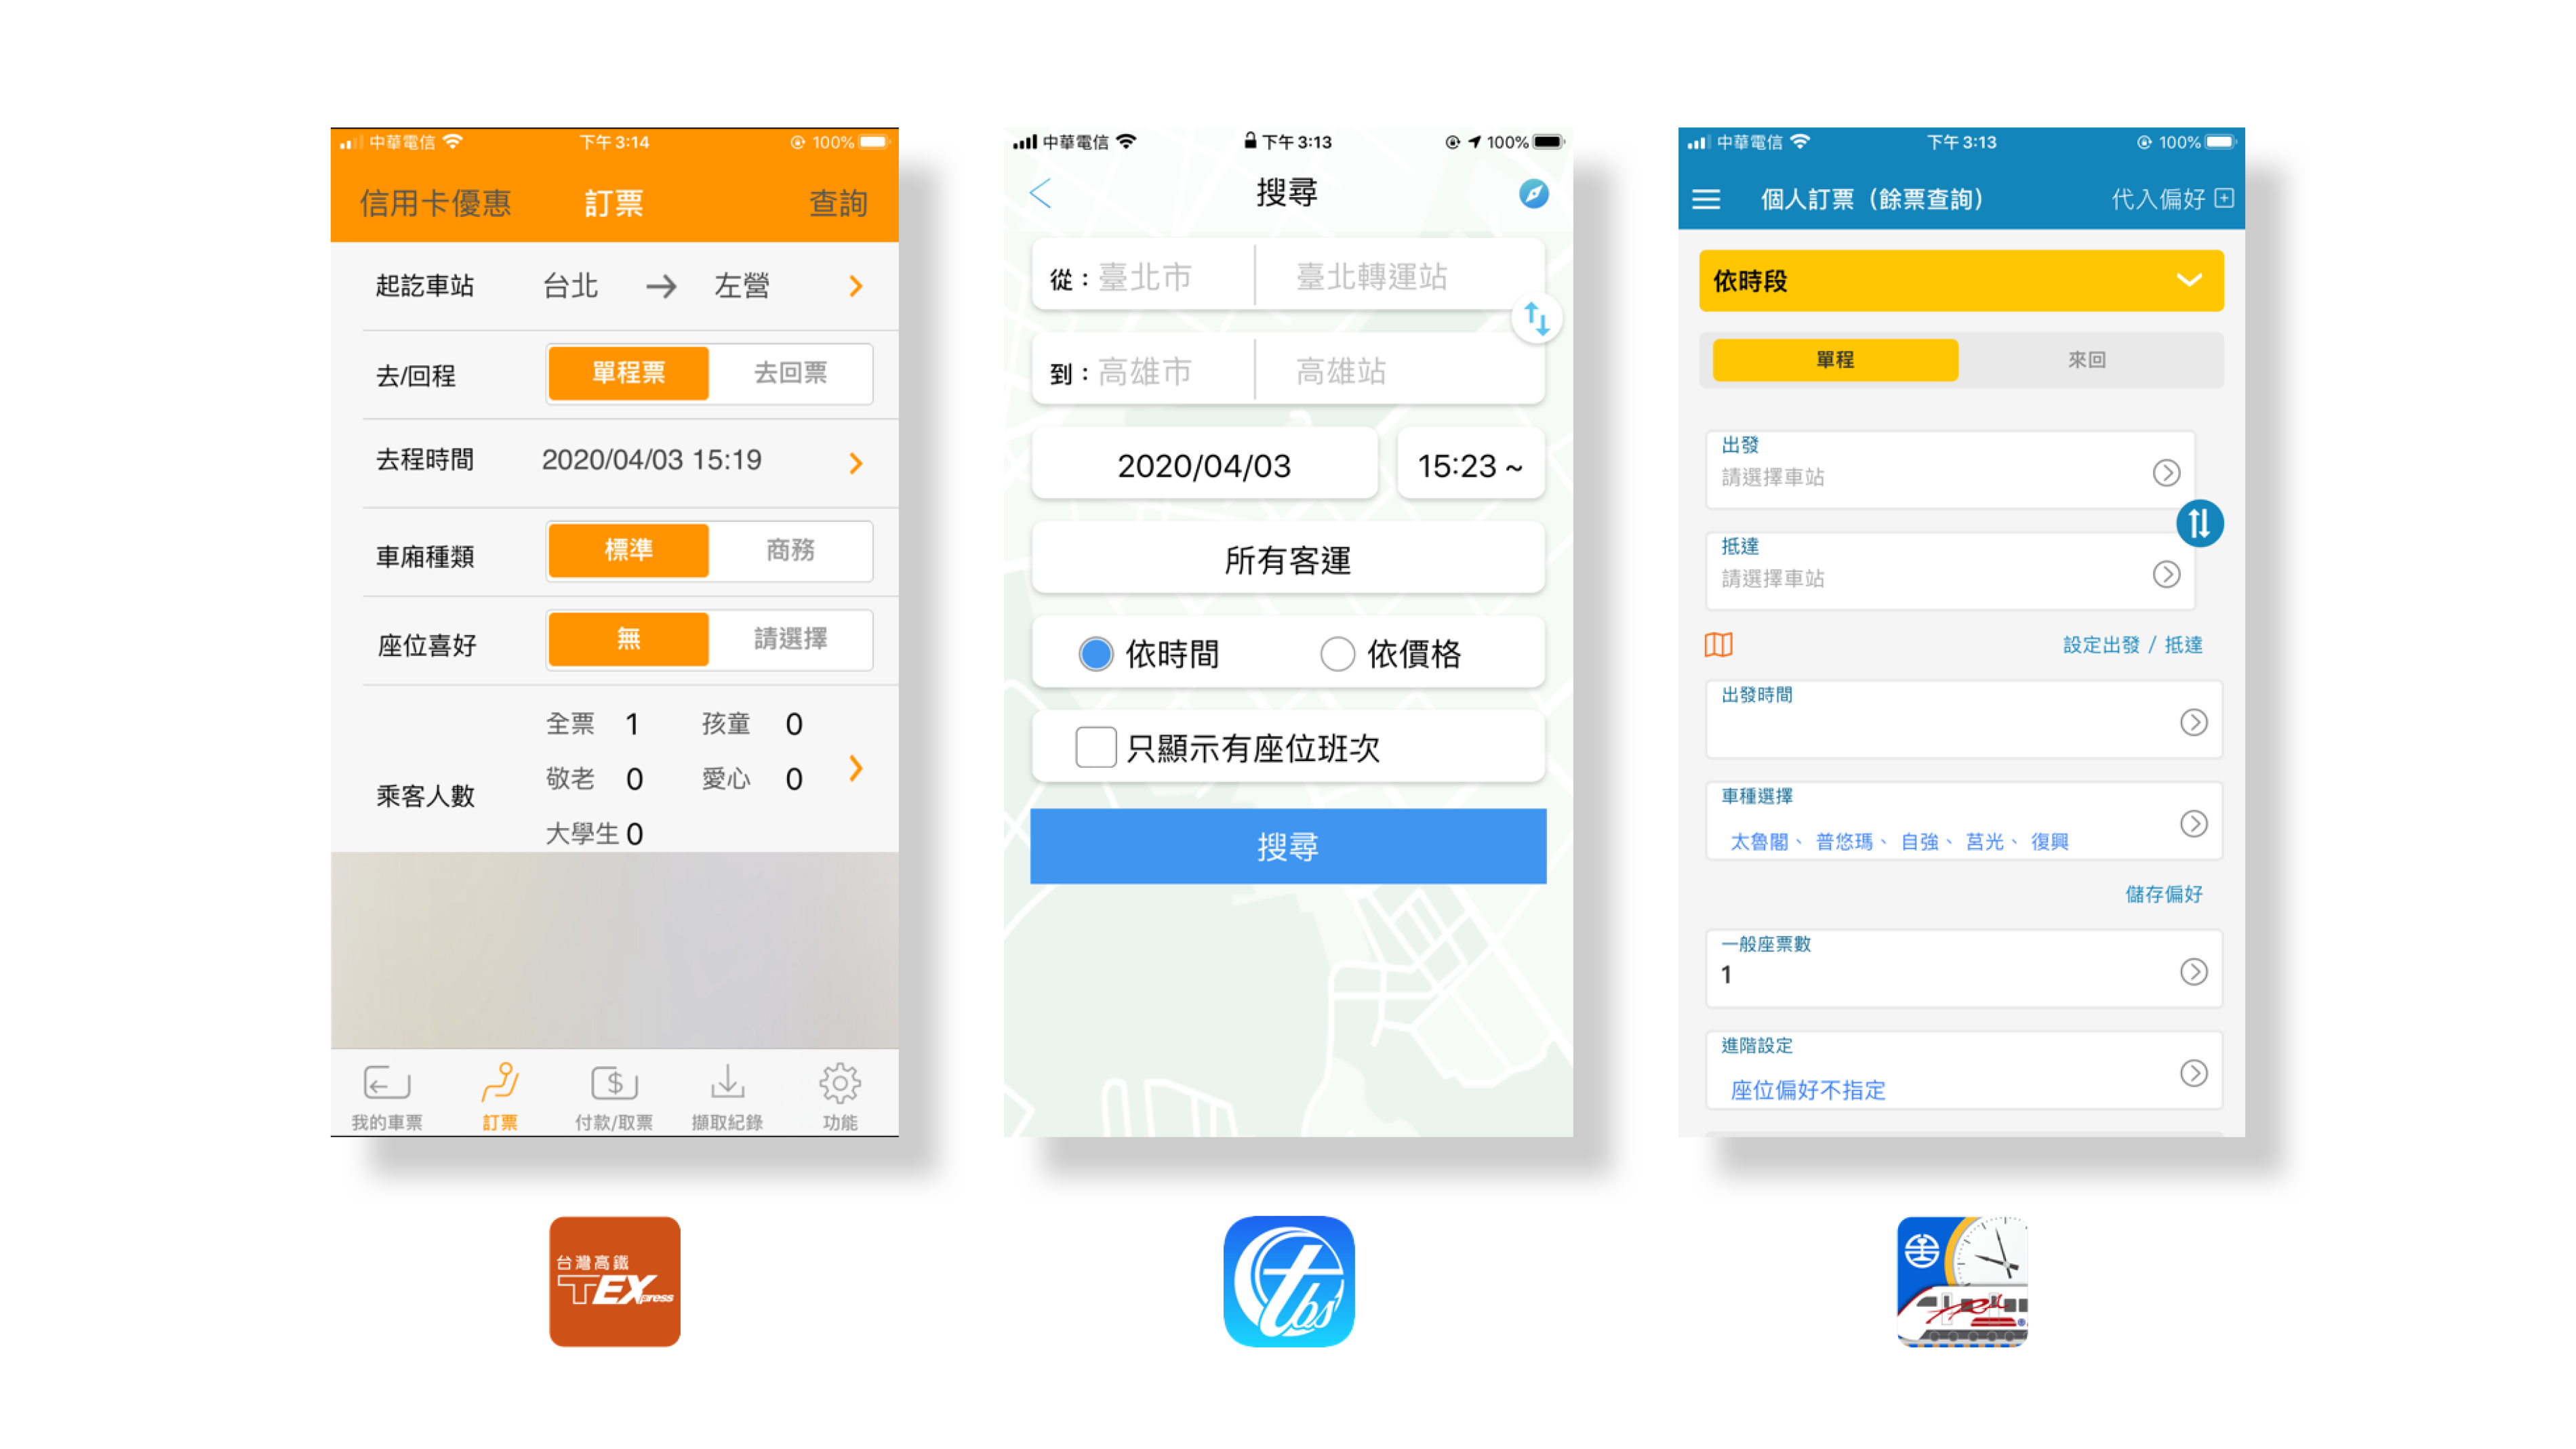 中華電信 下午 3:14 100%
信用卡優惠 訂票 查詢
起訖車站 台北 → 左營
去/回程 單程票 去回票
去程時間 2020/04/03 15:19
車廂種類 標準 商務
座位喜好 無 請選擇
乘客人數
全票 1 孩童 0
敬老 0 愛心 0
大學生 0
我的車票 訂票 付款/取票 擷取紀錄 功能
台灣高鐵
TEXpress
中華電信 下午 3:13 100%
搜尋
從：臺北市 臺北轉運站
到：高雄市 高雄站
2020/04/03 15:23 ~
所有客運
依時間 依價格
只顯示有座位班次
搜尋
tbs
中華電信 下午 3:13 100%
個人訂票（餘票查詢） 代入偏好
依時段
單程 來回
出發
請選擇車站
抵達
請選擇車站
設定出發 / 抵達
出發時間
車種選擇
太魯閣、 普悠瑪、 自強、 莒光、 復興
儲存偏好
一般座票數
1
進階設定
座位偏好不指定